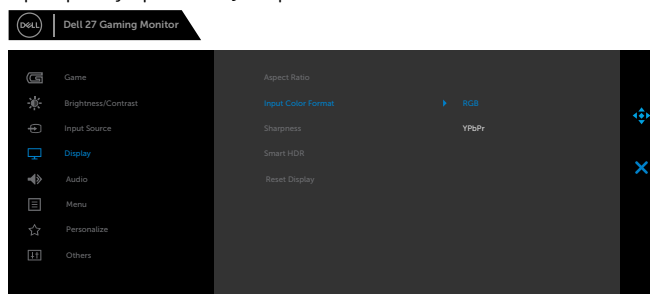 DELL
Dell 27 Gaming Monitor
Game
Aspect Ratio
Brightness/Contrast
Input Color Format
RGB
Input Source
Sharpness
YPbPr
Display
Smart HDR
Audio
Reset Display
Menu
Personalize
Others